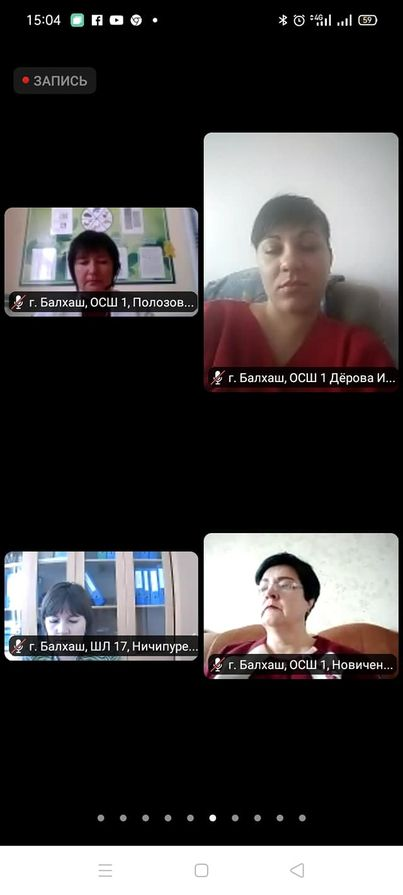 15:04
4G
59
ЗАПИСЬ
г. Балхаш, ОСШ 1, Полозов...
г. Балхаш, ОСШ 1 Дёрова И...
г. Балхаш, ШЛ 17, Ничипуре...
г. Балхаш, ОСШ 1, Новичен...